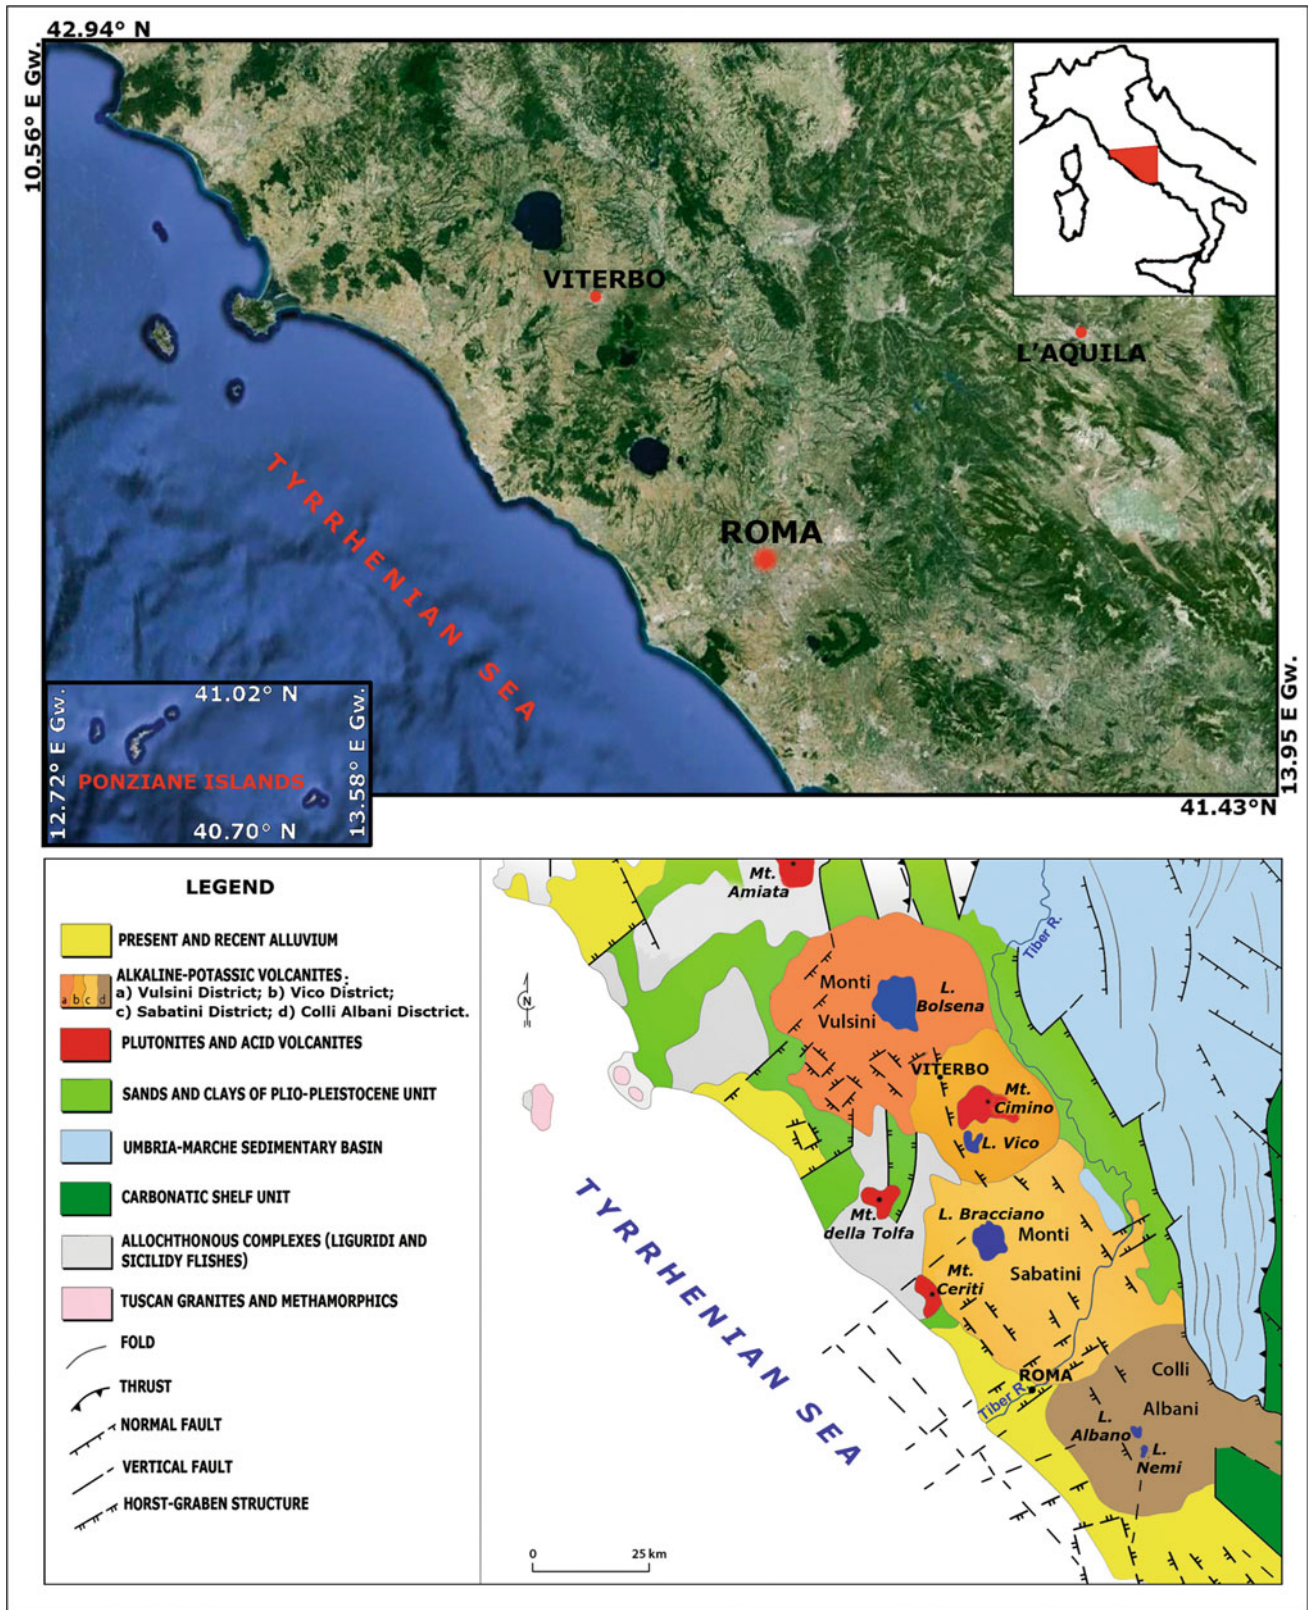 42.94° N
10.56° E Gw.
VITERBO
L'AQUILA
ROMA
TYRRHENIAN SEA
41.02° N
12.72° E Gw.
PONZIANE ISLANDS
13.58° E Gw.
40.70° N
13.95 E Gw.
41.43°N
LEGEND
PRESENT AND RECENT ALLUVIUM
ALKALINE-POTASSIC VOLCANITES:
a b c d
a) Vulsini District; b) Vico District;
c) Sabatini District; d) Colli Albani Disctrict.
PLUTONITES AND ACID VOLCANITES
SANDS AND CLAYS OF PLIO-PLEISTOCENE UNIT
UMBRIA-MARCHE SEDIMENTARY BASIN
CARBONATIC SHELF UNIT
ALLOCHTHONOUS COMPLEXES (LIGURIDI AND
SICILIDY FLISHES)
TUSCAN GRANITES AND METHAMORPHICS
FOLD
THRUST
NORMAL FAULT
VERTICAL FAULT
HORST-GRABEN STRUCTURE
N
Mt.
Amiata
Tiber R.
Monti
Vulsini
L.
Bolsena
VITERBO
Mt.
Cimino
L. Vico
Mt.
della Tolfa
L. Bracciano
Monti
Sabatini
Mt.
Ceriti
TYRRHENIAN SEA
ROMA
Tiber R.
Colli
Albani
L.
Albano
L.
Nemi
0 25 km